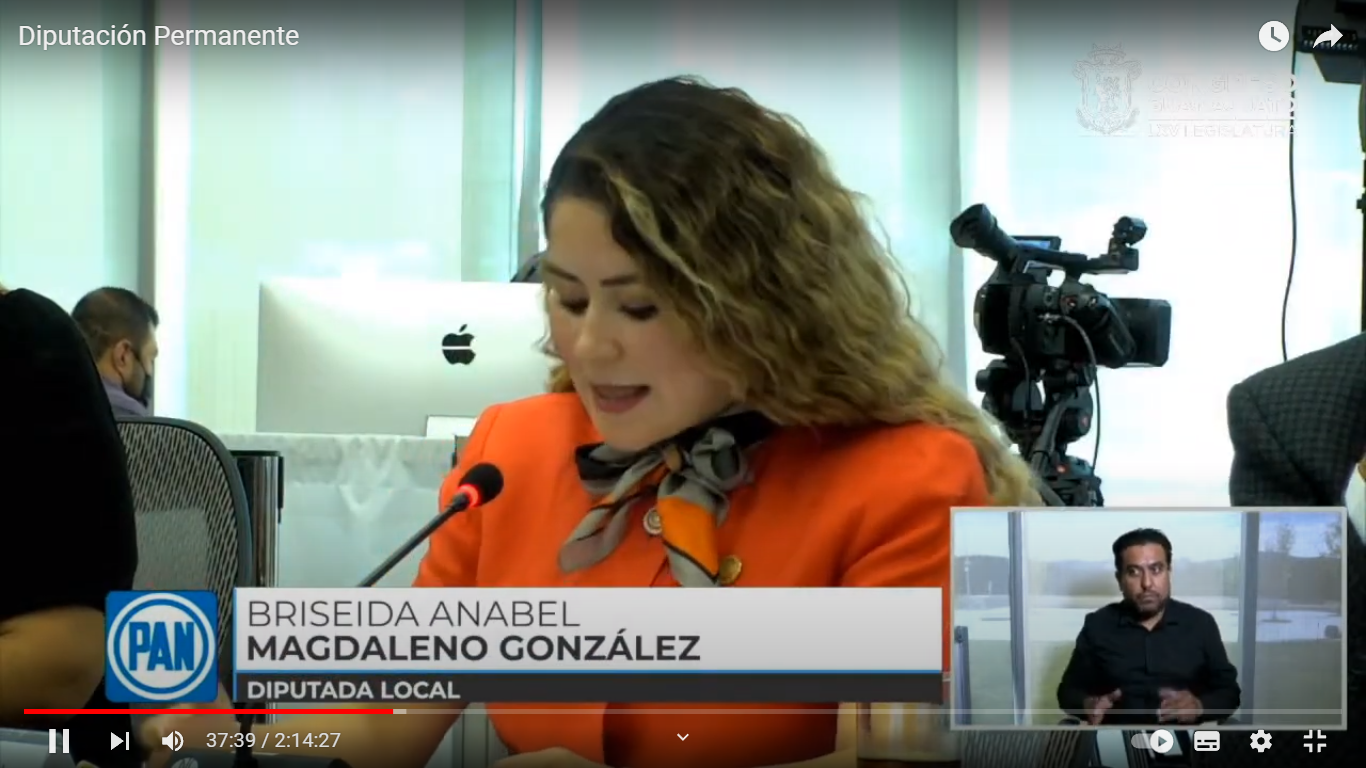 Diputación Permanente
LXV LEGISLATURA
PAN
BRISEIDA ANABEL
MAGDALENO GONZÁLEZ
DIPUTADA LOCAL
37:39 / 2:14:27